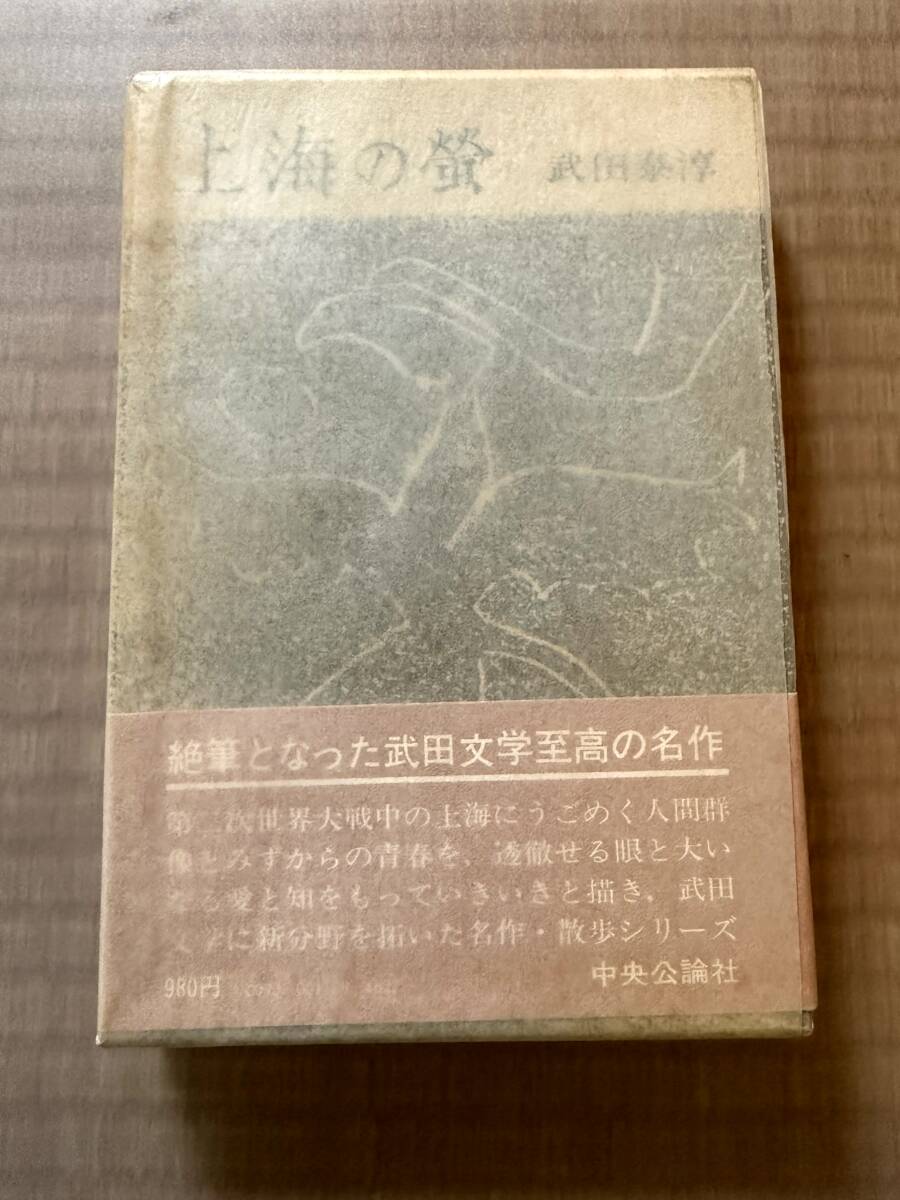 上海の螢 武田泰淳
絶筆となった武田文学至高の名作
第二次世界大戦中の上海にうごめく人間群
像とみずからの青春を、透徹せる眼と大い
なる愛と知をもっていきいきと描き、武田
文学に新分野を拓いた名作・散歩シリーズ
980円 中央公論社